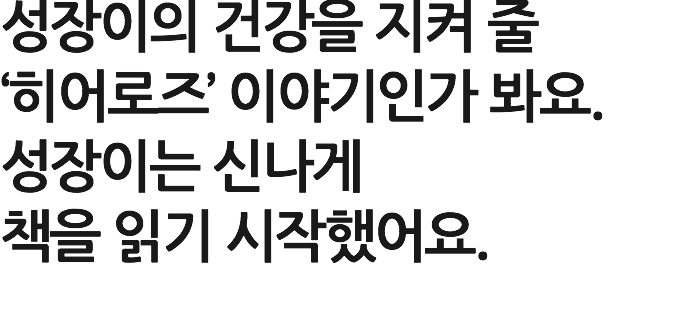 성장이의 건강을 지켜 줄
‘히어로즈’ 이야기인가 봐요.
성장이는 신나게
책을 읽기 시작했어요.